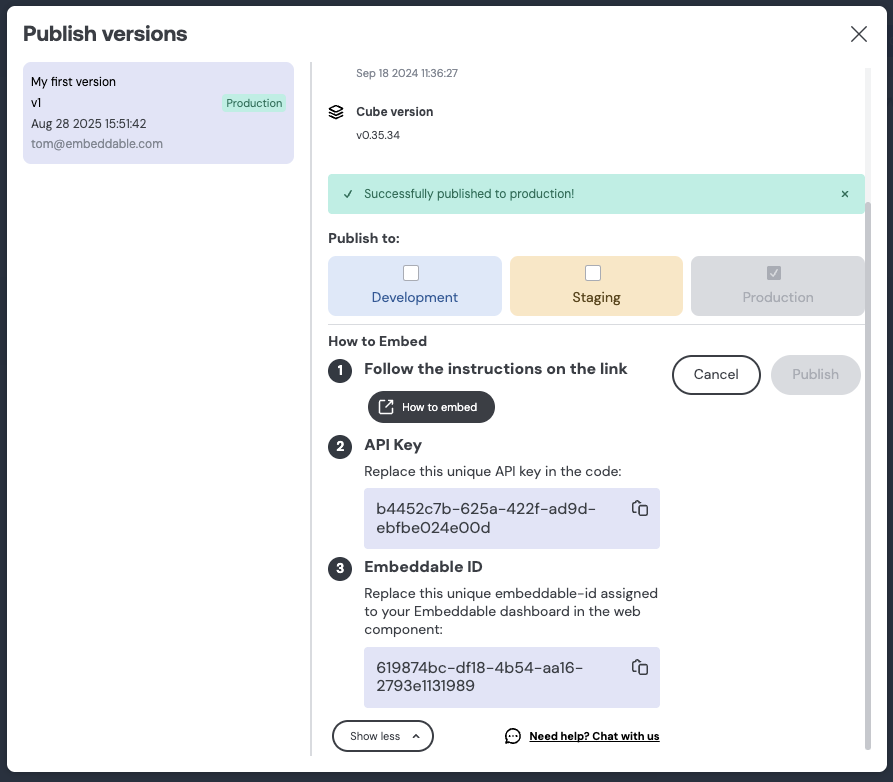 Publish versions
My first version
v1
Production
Aug 28 2025 15:51:42
tom@embeddable.com
Sep 18 2024 11:36:27
Cube version
v0.35.34
Successfully published to production!
Publish to:
Development
Staging
Production
How to Embed
1 Follow the instructions on the link
Cancel
Publish
How to embed
2 API Key
Replace this unique API key in the code:
b4452c7b-625a-422f-ad9d-
ebfbe024e00d
3 Embeddable ID
Replace this unique embeddable-id assigned
to your Embeddable dashboard in the web
component:
619874bc-df18-4b54-aa16-
2793e1131989
Show less
Need help? Chat with us